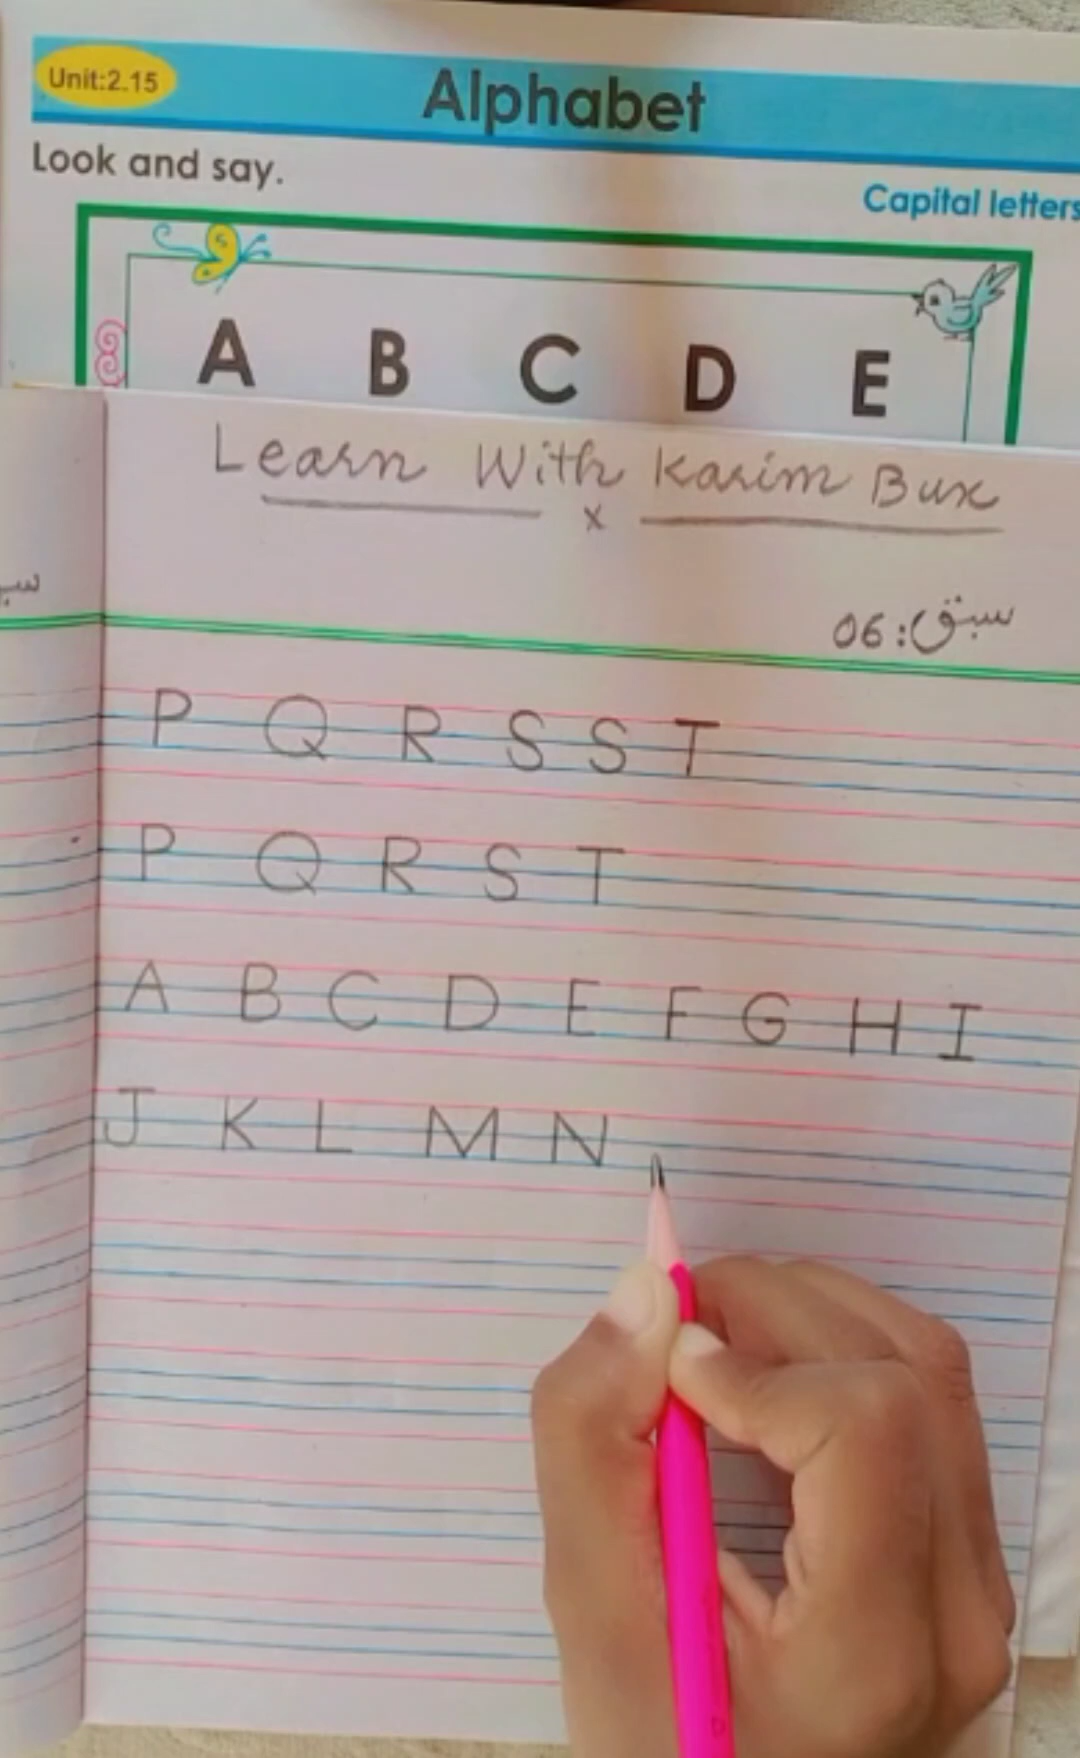 Unit:2.15
Alphabet
Look and say.
Capital letters
A B C D E
Learn With Karim Bux
x
سبق: 06
P Q R S S T
P Q R S T
A B C D E F G H I
J K L M N